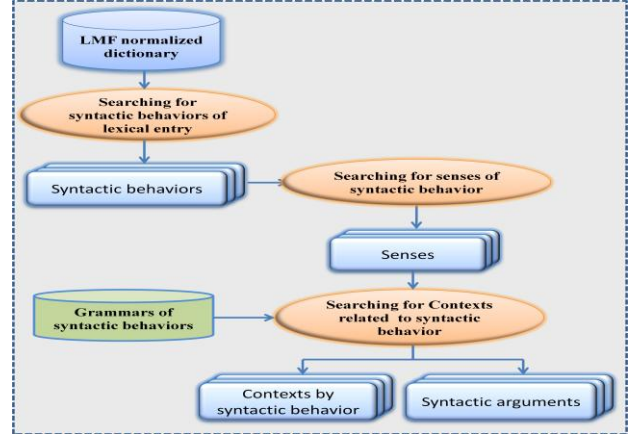 LMF normalized
dictionary
Searching for
syntactic behaviors of
lexical entry
Syntactic behaviors
Searching for senses of
syntactic behavior
Senses
Grammars of
syntactic behaviors
Searching for Contexts
related to syntactic
behavior
Contexts by
syntactic behavior
Syntactic arguments